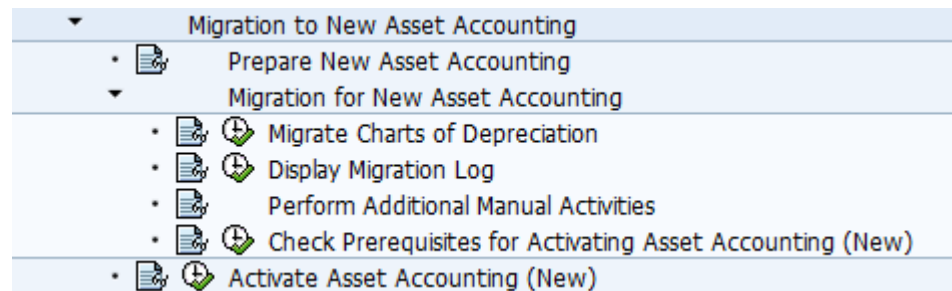 Migration to New Asset Accounting
Prepare New Asset Accounting
Migration for New Asset Accounting
Migrate Charts of Depreciation
Display Migration Log
Perform Additional Manual Activities
Check Prerequisites for Activating Asset Accounting (New)
Activate Asset Accounting (New)